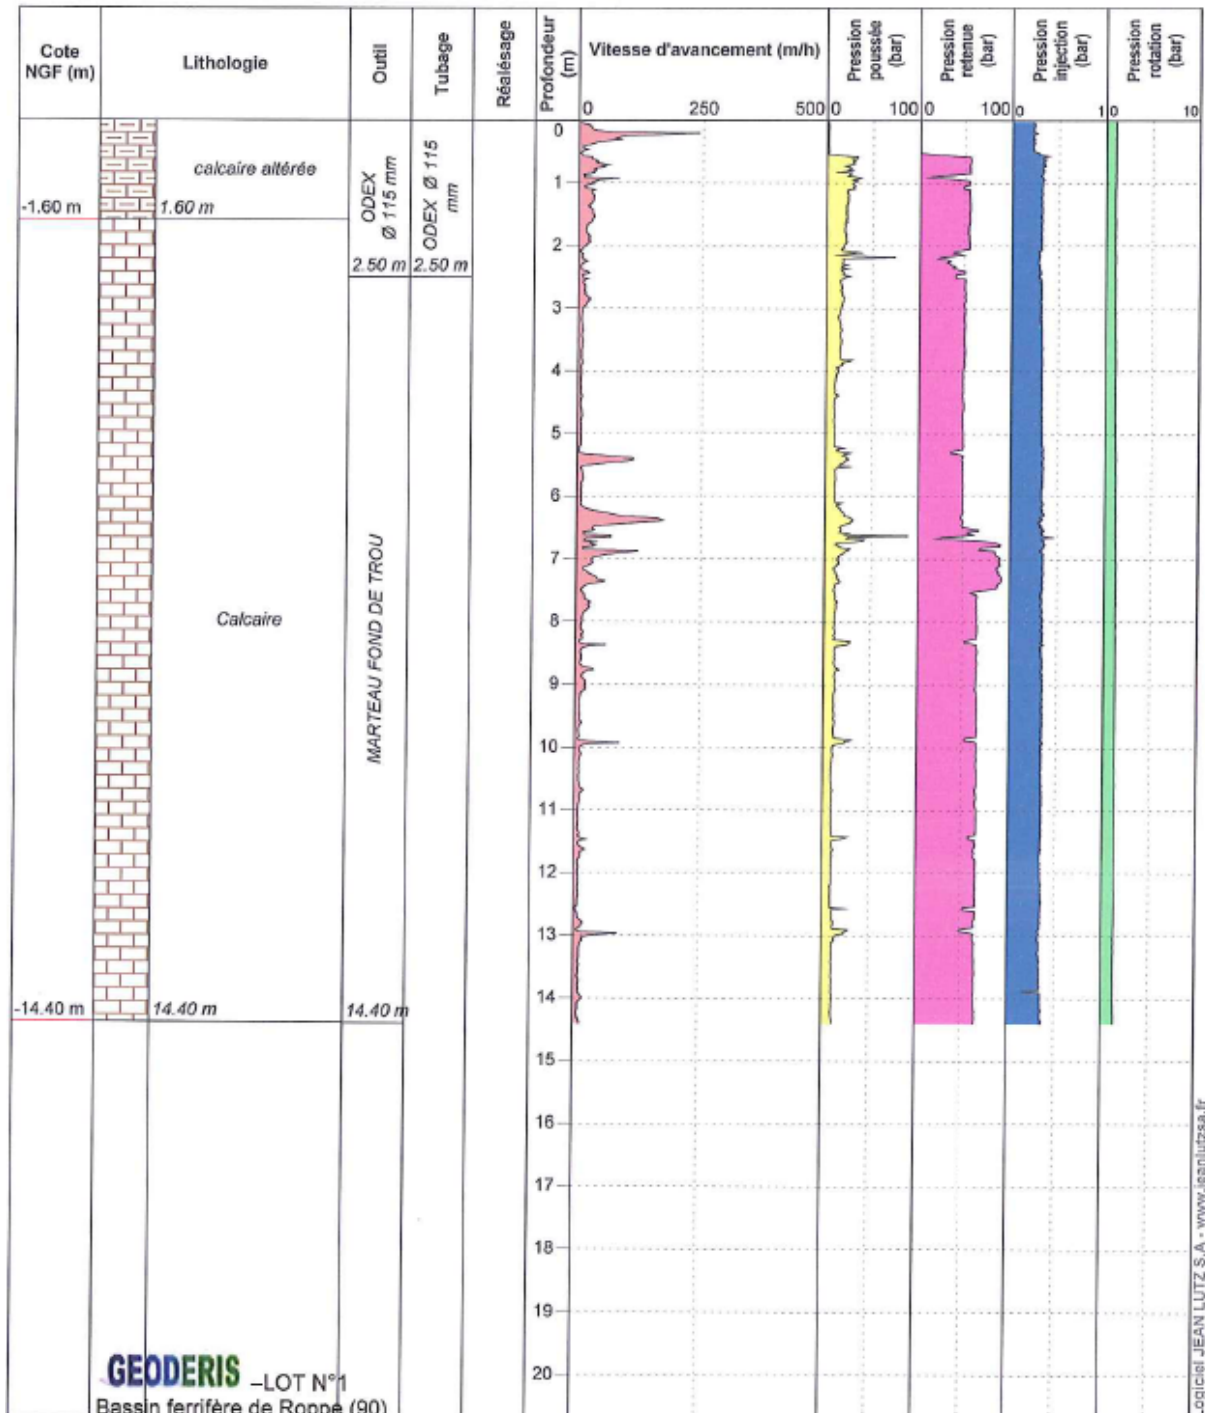 Cote
NGF (m)
Lithologie
Outil
Tubage
Réalésage
Profondeur
(m)
Vitesse d'avancement (m/h)
Pression
poussée
(bar)
Pression
retenue
(bar)
Pression
injection
(bar)
Pression
rotation
(bar)
0 250 500 0 100 0 100 0 10 10
calcaire altérée
-1.60 m 1.60 m
ODEX
Ø 115 mm
2.50 m
ODEX Ø 115
mm
2.50 m
MARTEAU FOND DE TROU
Calcaire
-14.40 m 14.40 m 14.40 m
0
1
2
3
4
5
6
7
8
9
10
11
12
13
14
15
16
17
18
19
20
GEODERIS –LOT N°1
Bassin ferrifère de Roppe (90)
Logiciel JEAN LUTZ S.A - www.jeanlutzsa.fr